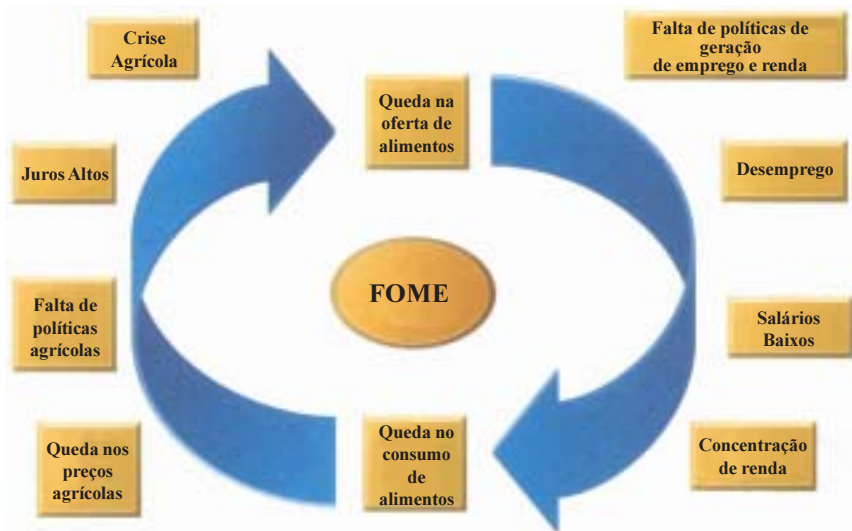 Crise
Agrícola
Falta de políticas de
geração
de emprego e renda
Queda na
oferta de
alimentos
Juros Altos
Desemprego
FOME
Falta de
políticas
agrícolas
Salários
Baixos
Queda nos
preços
agrícolas
Queda no
consumo
de
alimentos
Concentração
de renda